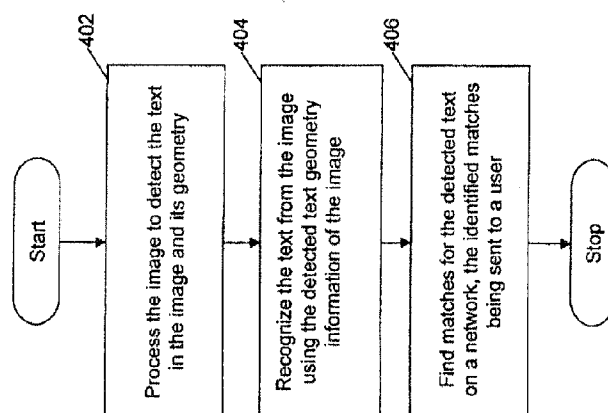 Start
402
Process the image to detect the text
in the image and its geometry
404
Recognize the text from the image
using the detected text geometry
information of the image
406
Find matches for the detected text
on a network, the identified matches
being sent to a user
Stop